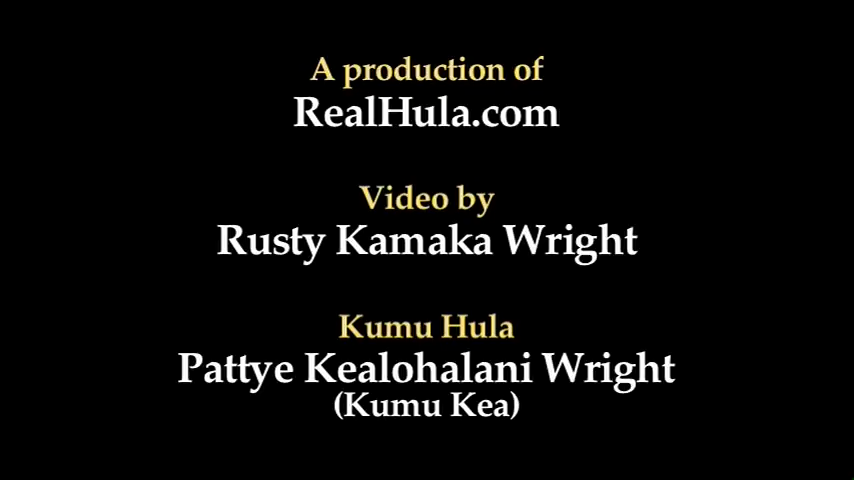 A production of
RealHula.com
Video by
Rusty Kamaka Wright
Kumu Hula
Pattye Kealohalani Wright
(Kumu Kea)